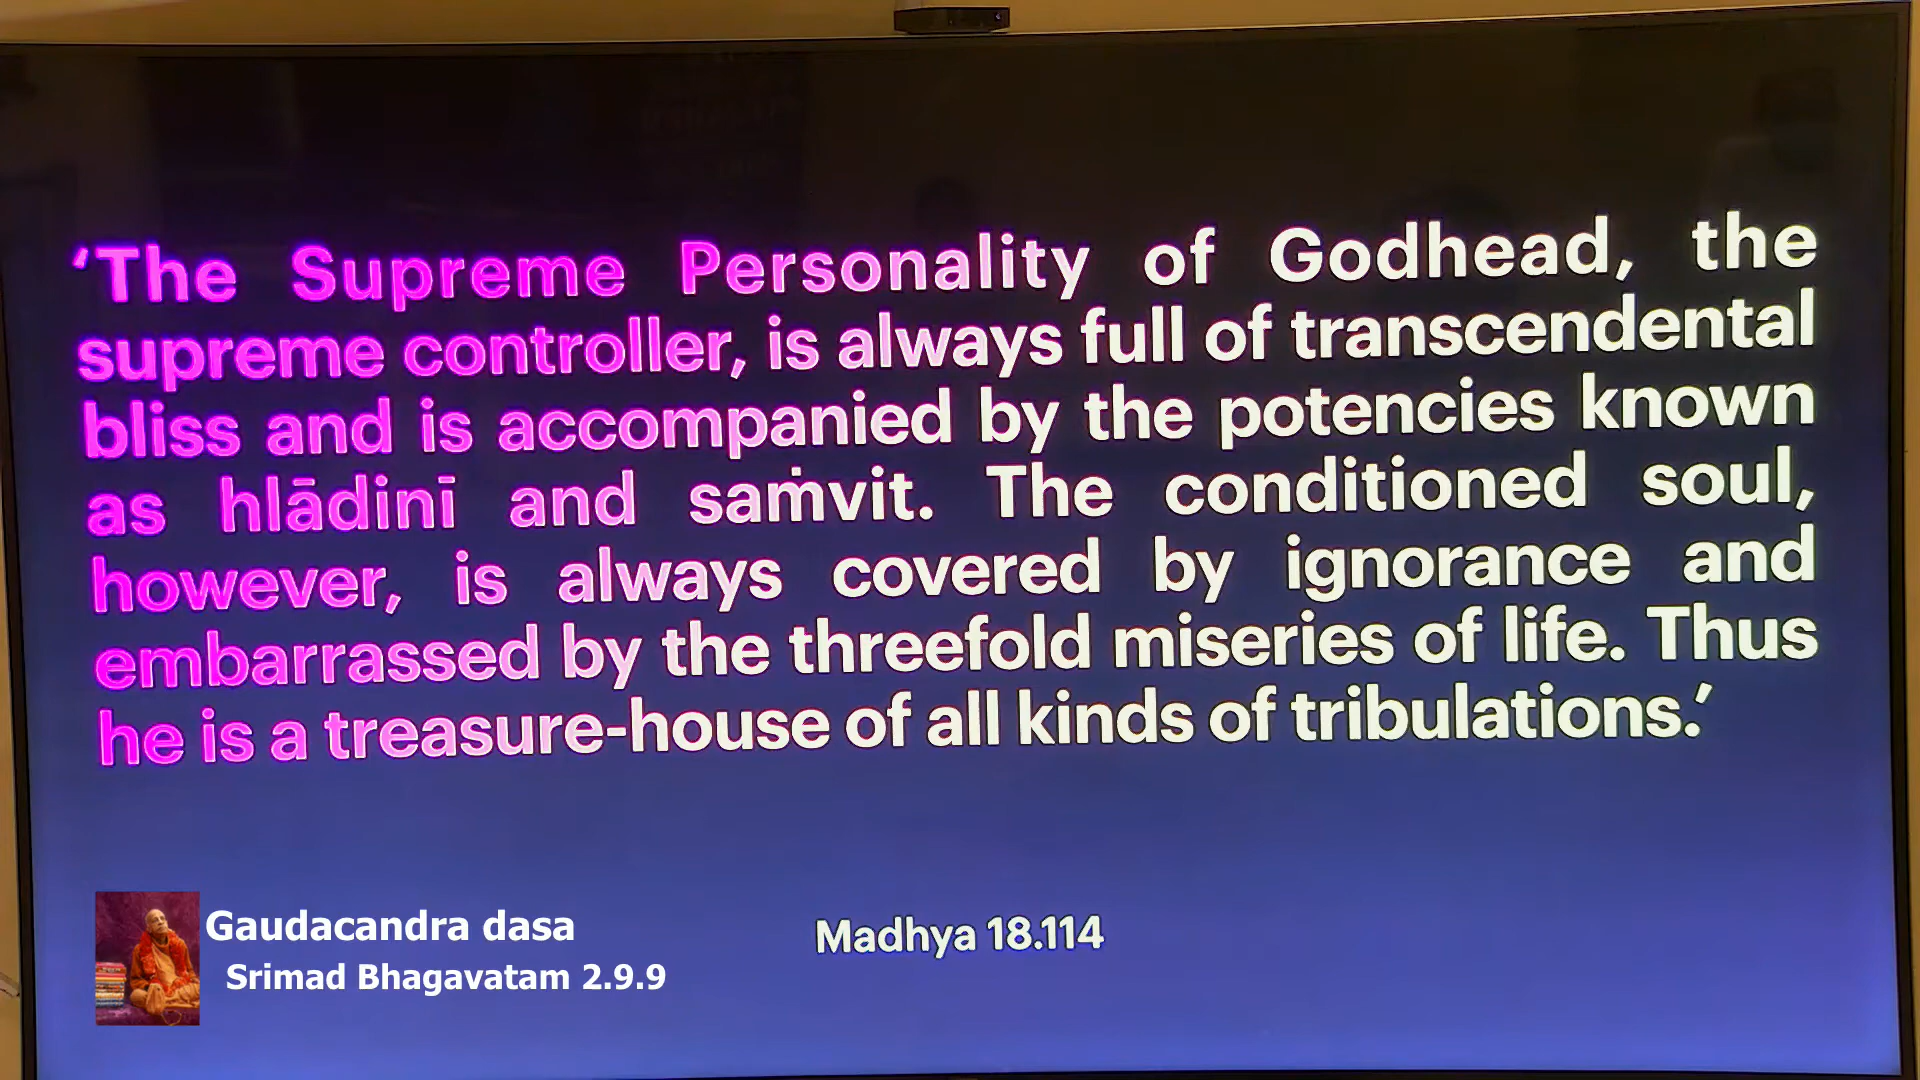 ‘The Supreme Personality of Godhead, the
supreme controller, is always full of transcendental
bliss and is accompanied by the potencies known
as hlādinī and saṁvit. The conditioned soul,
however, is always covered by ignorance and
embarrassed by the threefold miseries of life. Thus
he is a treasure-house of all kinds of tribulations.’
Madhya 18.114
Gaudacandra dasa
Srimad Bhagavatam 2.9.9